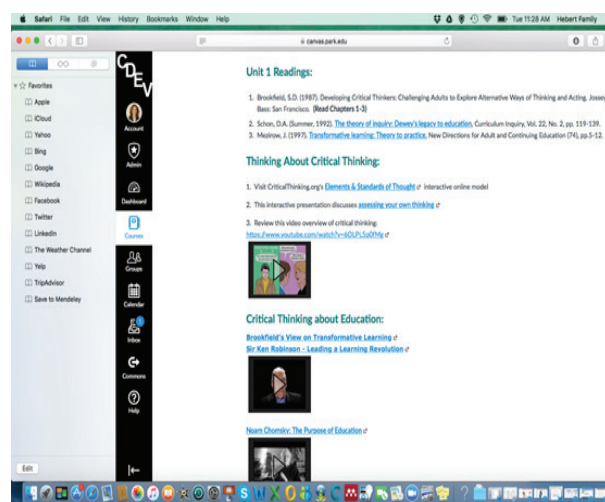 Safari File Edit View History Bookmarks Window Help
Tue 11:28 AM Hebert Family
canvas.park.edu
Favorites
Apple
iCloud
Yahoo
Bing
Google
Wikipedia
Facebook
Twitter
LinkedIn
The Weather Channel
Yelp
TripAdvisor
Save to Mendeley
Edit
CDEV
Account
Admin
Dashboard
Courses
Groups
Calendar
Inbox
Commons
Help
Unit 1 Readings:
1. Brookfield, S.D. (1987). Developing Critical Thinkers: Challenging Adults to Explore Alternative Ways of Thinking and Acting. Jossey
Bass: San Francisco. (Read Chapters 1-3)
2. Schon, D.A. (Summer, 1992). The theory of inquiry: Dewey's legacy to education, Curriculum Inquiry, Vol. 22, No. 2, pp. 119-139.
3. Mezirow, J. (1997). Transformative learning: Theory to practice, New Directions for Adult and Continuing Education (74), pp.5-12.
Thinking About Critical Thinking:
1. Visit CriticalThinking.org's Elements & Standards of Thought interactive online model
2. This interactive presentation discusses assessing your own thinking
3. Review this video overview of critical thinking:
Critical Thinking about Education:
Brookfield's View on Transformative Learning
Sir Ken Robinson - Leading a Learning Revolution
Noam Chomsky: The Purpose of Education